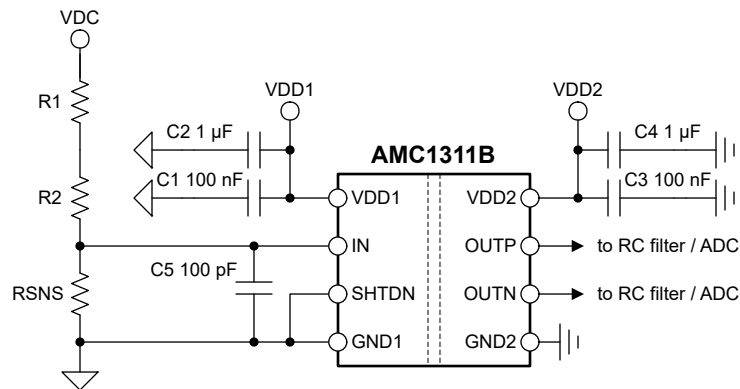 VDC
R1
R2
RSNS
C2 1 µF
C1 100 nF
C5 100 pF
VDD1
AMC1311B
VDD1
IN
SHTDN
GND1
VDD2
OUTP
OUTN
GND2
VDD2
C4 1 µF
C3 100 nF
to RC filter / ADC
to RC filter / ADC